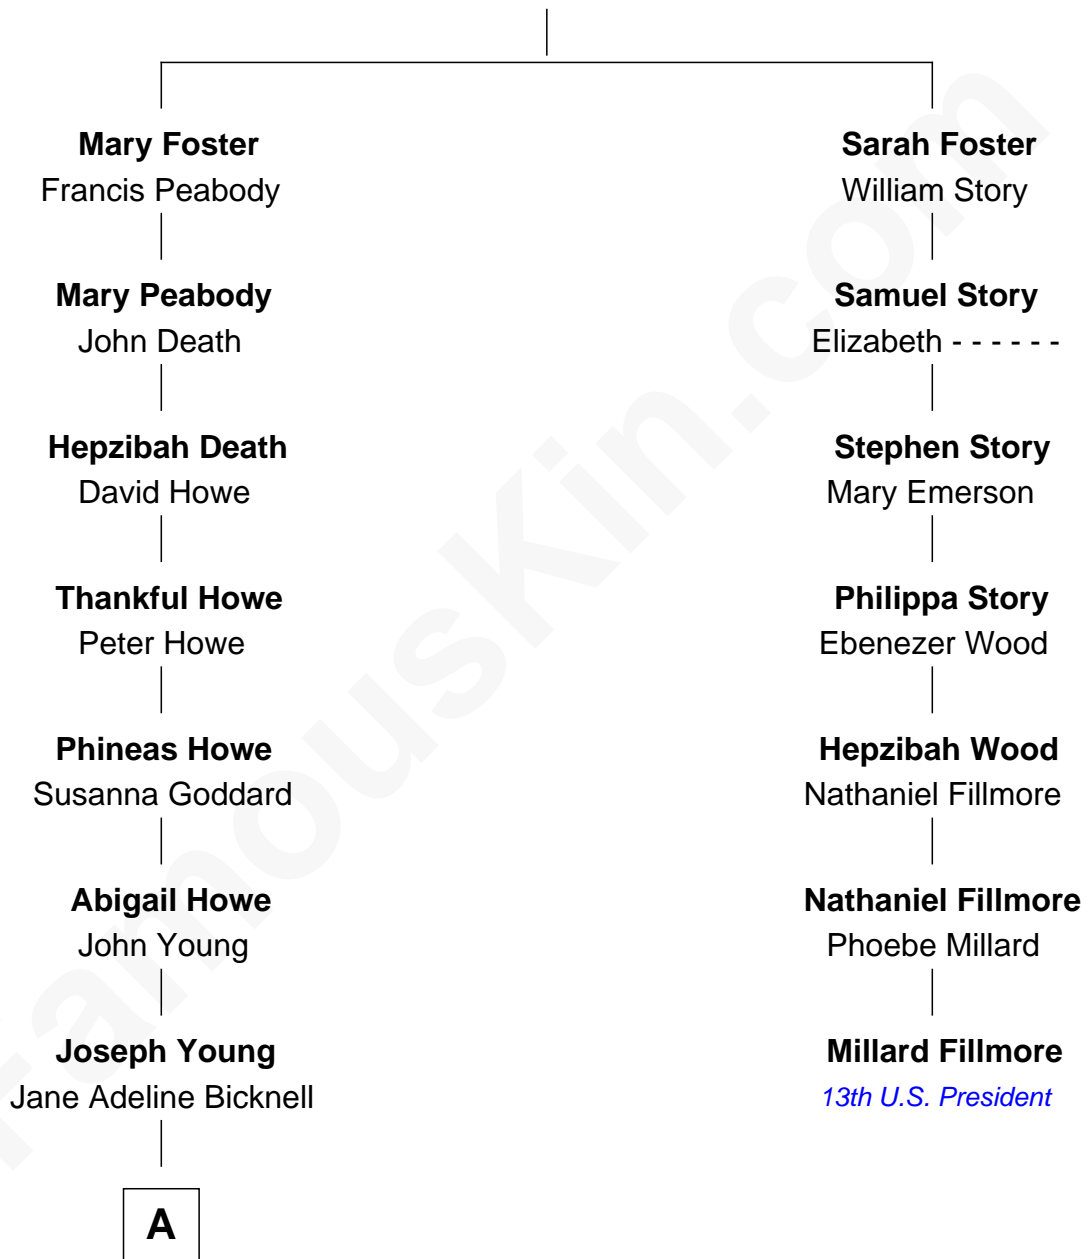 Mary Foster
Francis Peabody
Mary Peabody
John Death
Hepzibah Death
David Howe
Thankful Howe
Peter Howe
Phineas Howe
Susanna Goddard
Abigail Howe
John Young
Joseph Young
Jane Adeline Bicknell
A
Sarah Foster
William Story
Samuel Story
Elizabeth - - - - - -
Stephen Story
Mary Emerson
Philippa Story
Ebenezer Wood
Hepzibah Wood
Nathaniel Fillmore
Nathaniel Fillmore
Phoebe Millard
Millard Fillmore
13th U.S. President
FamousKin.com